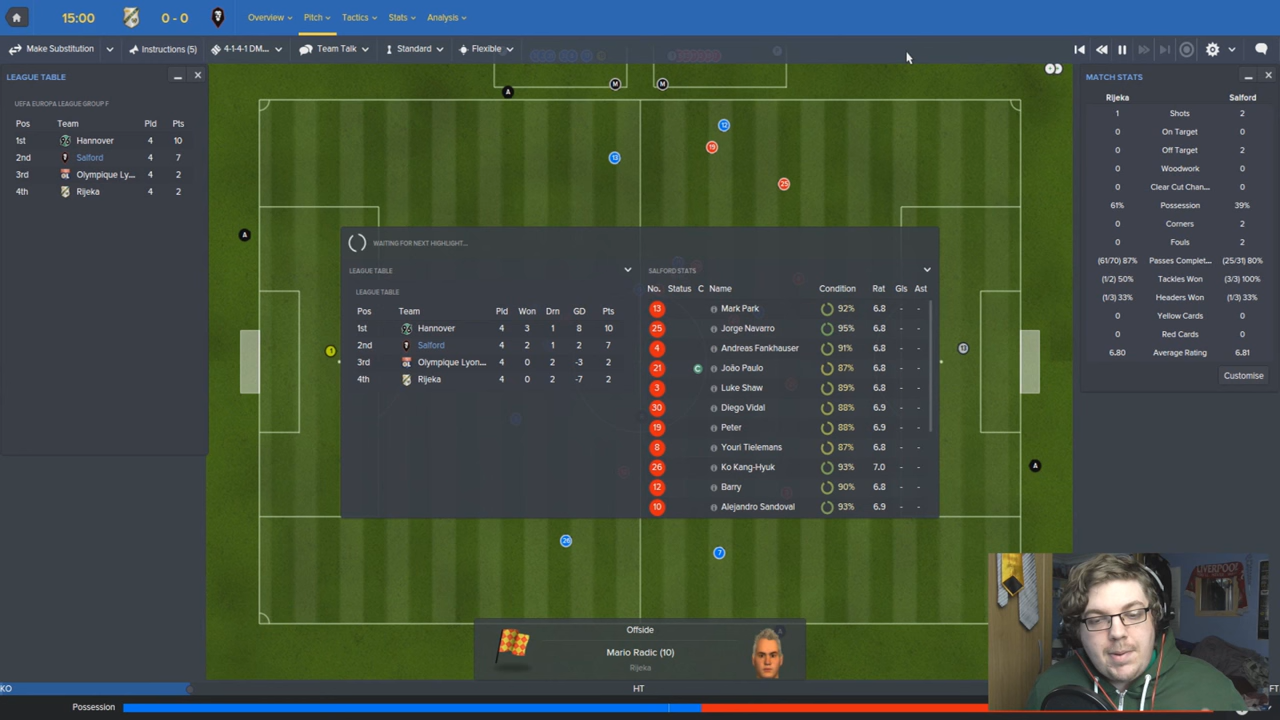 15:00 0 - 0 Overview Pitch Tactics Stats Analysis
Make Substitution Instructions (5) 4-1-4-1 DM... Team Talk Standard Flexible
LEAGUE TABLE
UEFA EUROPA LEAGUE GROUP F
Pos Team Pld Pts
1st Hannover 4 10
2nd Salford 4 7
3rd Olympique Ly... 4 2
4th Rijeka 4 2
M M
A
12
13
19
25
A
1
13
A
26
7
WAITING FOR NEXT HIGHLIGHT...
LEAGUE TABLE
LEAGUE TABLE
Pos Team Pld Won Drn GD Pts
1st Hannover 4 3 1 8 10
2nd Salford 4 2 1 2 7
3rd Olympique Lyon... 4 0 2 -3 2
4th Rijeka 4 0 2 -7 2
SALFORD STATS
No. Status C Name Condition Rat Gls Ast
13 Mark Park 92% 6.8 - -
25 Jorge Navarro 95% 6.8 - -
4 Andreas Fankhauser 91% 6.8 - -
21 C João Paulo 87% 6.8 - -
3 Luke Shaw 89% 6.8 - -
30 Diego Vidal 88% 6.9 - -
19 Peter 88% 6.9 - -
8 Youri Tielemans 87% 6.8 - -
26 Ko Kang-Hyuk 93% 7.0 - -
12 Barry 90% 6.8 - -
10 Alejandro Sandoval 93% 6.9 - -
MATCH STATS
Rijeka Salford
1 Shots 2
0 On Target 0
0 Off Target 2
0 Woodwork 0
0 Clear Cut Chan... 0
61% Possession 39%
0 Corners 2
0 Fouls 2
(61/70) 87% Passes Complet... (25/31) 80%
(1/2) 50% Tackles Won (3/3) 100%
(1/3) 33% Headers Won (1/3) 33%
0 Yellow Cards 0
0 Red Cards 0
6.80 Average Rating 6.81
Customise
Offside
Mario Radic (10)
Rijeka
LIVERPOOL
KO HT FT
Possession